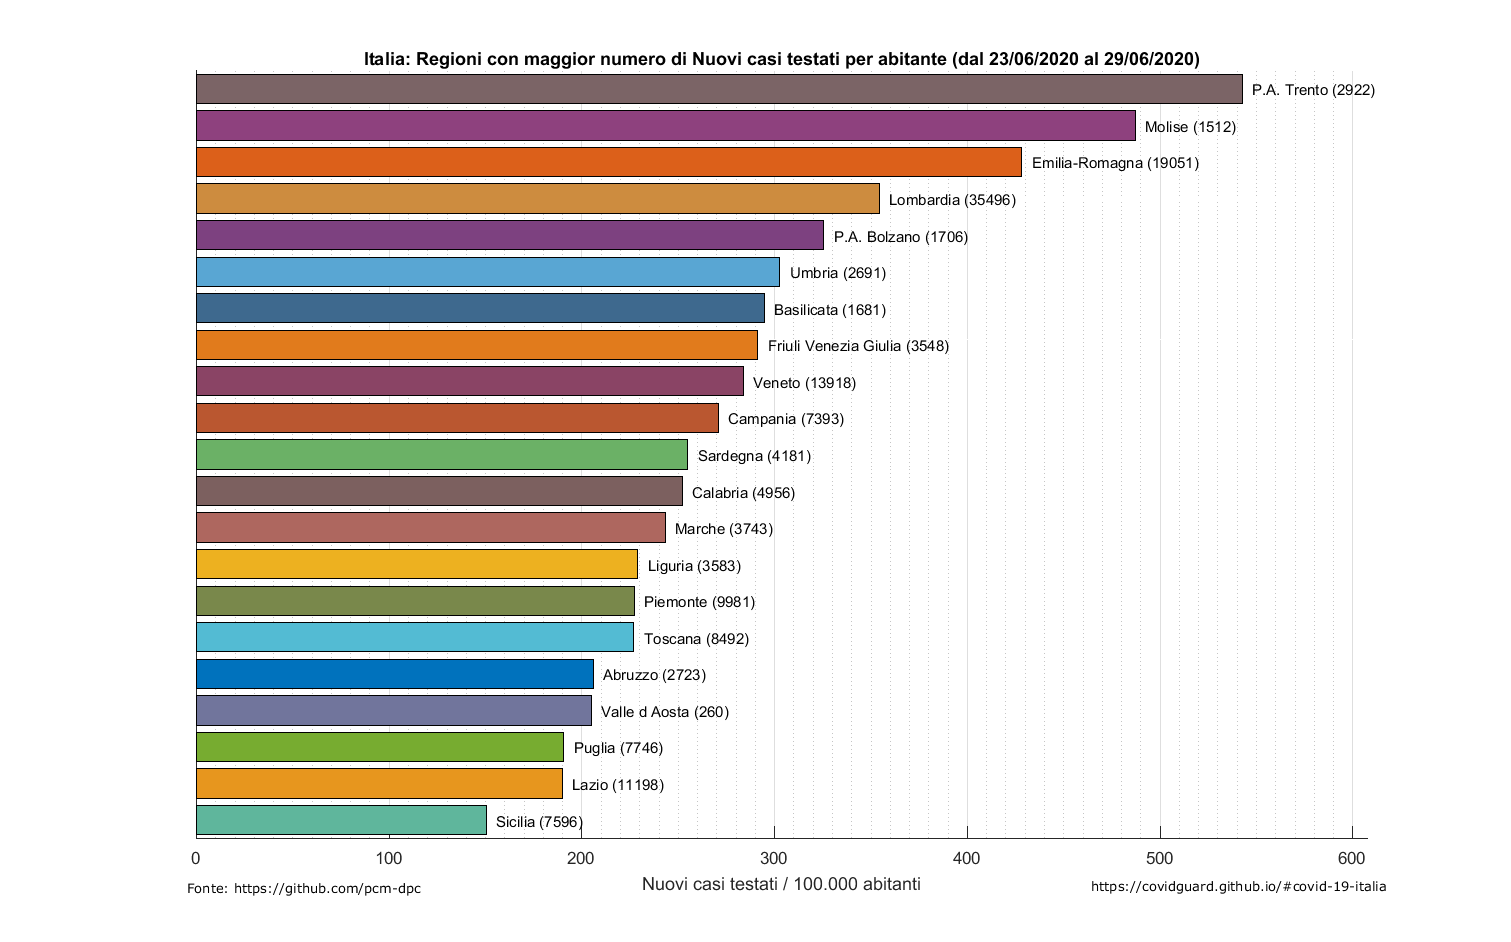 Italia: Regioni con maggior numero di Nuovi casi testati per abitante (dal 23/06/2020 al 29/06/2020)
P.A. Trento (2922)
Molise (1512)
Emilia-Romagna (19051)
Lombardia (35496)
P.A. Bolzano (1706)
Umbria (2691)
Basilicata (1681)
Friuli Venezia Giulia (3548)
Veneto (13918)
Campania (7393)
Sardegna (4181)
Calabria (4956)
Marche (3743)
Liguria (3583)
Piemonte (9981)
Toscana (8492)
Abruzzo (2723)
Valle d Aosta (260)
Puglia (7746)
Lazio (11198)
Sicilia (7596)
0 100 200 300 400 500 600
Nuovi casi testati / 100.000 abitanti
Fonte: https://github.com/pcm-dpc
https://covidguard.github.io/#covid-19-italia